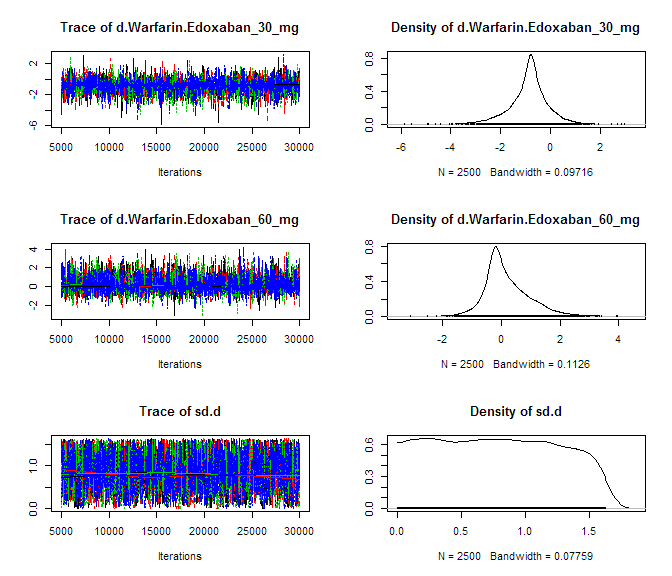 Trace of d.Warfarin.Edoxaban_30_mg
2
-2
-6
5000 10000 15000 20000 25000 30000
Iterations
Density of d.Warfarin.Edoxaban_30_mg
0.8
0.4
0.0
-6 -4 -2 0 2
N = 2500 Bandwidth = 0.09716
Trace of d.Warfarin.Edoxaban_60_mg
4
2
0
-2
5000 10000 15000 20000 25000 30000
Iterations
Density of d.Warfarin.Edoxaban_60_mg
0.8
0.4
0.0
-2 0 2 4
N = 2500 Bandwidth = 0.1126
Trace of sd.d
1.0
0.0
5000 10000 15000 20000 25000 30000
Iterations
Density of sd.d
0.6
0.3
0.0
0.0 0.5 1.0 1.5
N = 2500 Bandwidth = 0.07759